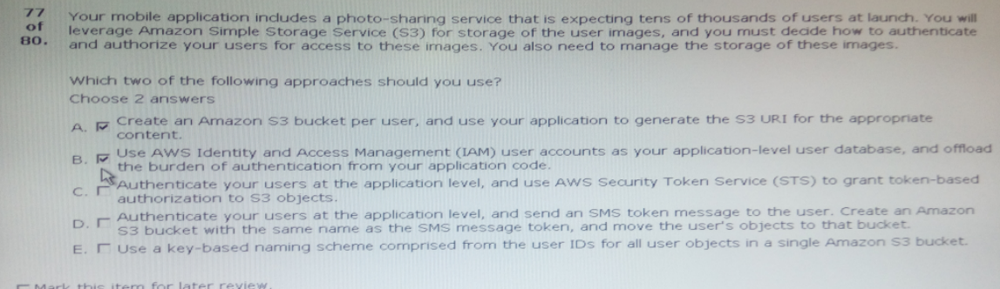 77
of
80.
Your mobile application includes a photo-sharing service that is expecting tens of thousands of users at launch. You will
leverage Amazon Simple Storage Service (S3) for storage of the user images, and you must decide how to authenticate
and authorize your users for access to these images. You also need to manage the storage of these images.
Which two of the following approaches should you use?
Choose 2 answers
A. Create an Amazon S3 bucket per user, and use your application to generate the S3 URI for the appropriate
content.
B. Use AWS Identity and Access Management (IAM) user accounts as your application-level user database, and offload
the burden of authentication from your application code.
C. Authenticate your users at the application level, and use AWS Security Token Service (STS) to grant token-based
authorization to S3 objects.
D. Authenticate your users at the application level, and send an SMS token message to the user. Create an Amazon
S3 bucket with the same name as the SMS message token, and move the user's objects to that bucket.
E. Use a key-based naming scheme comprised from the user IDs for all user objects in a single Amazon S3 bucket.
Mark this item for later review.